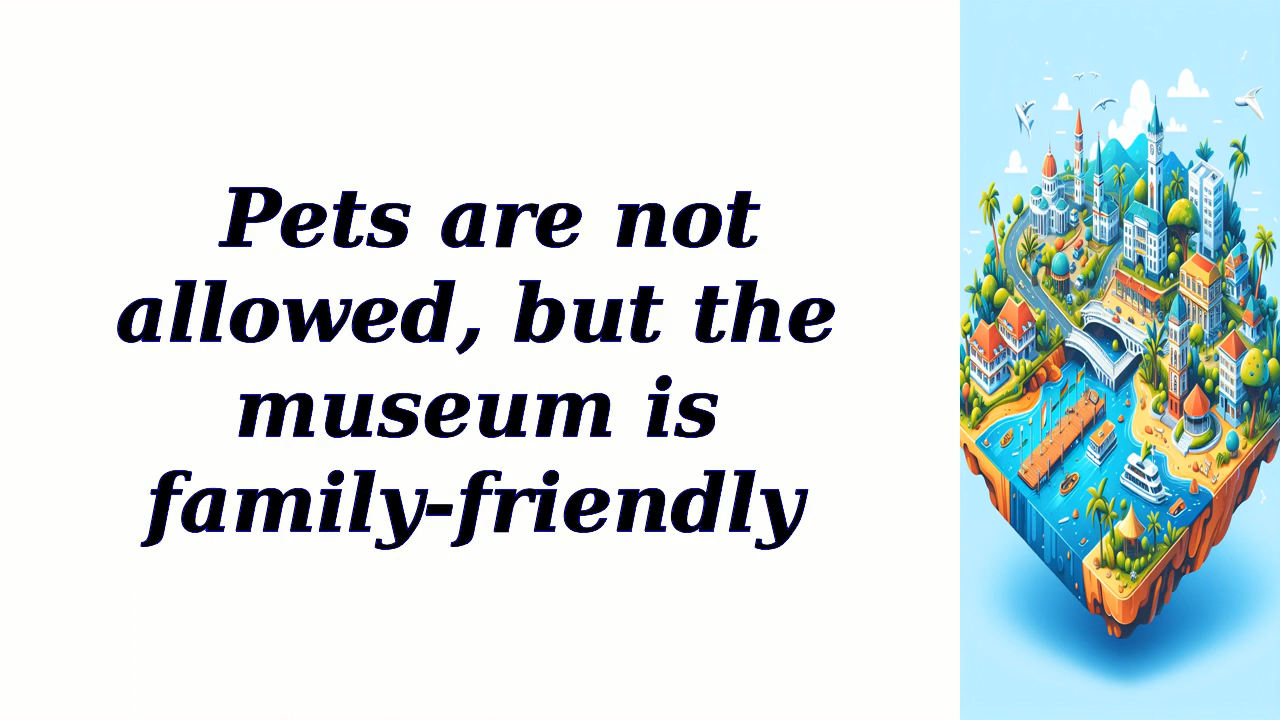 Pets are not
allowed, but the
museum is
family-friendly